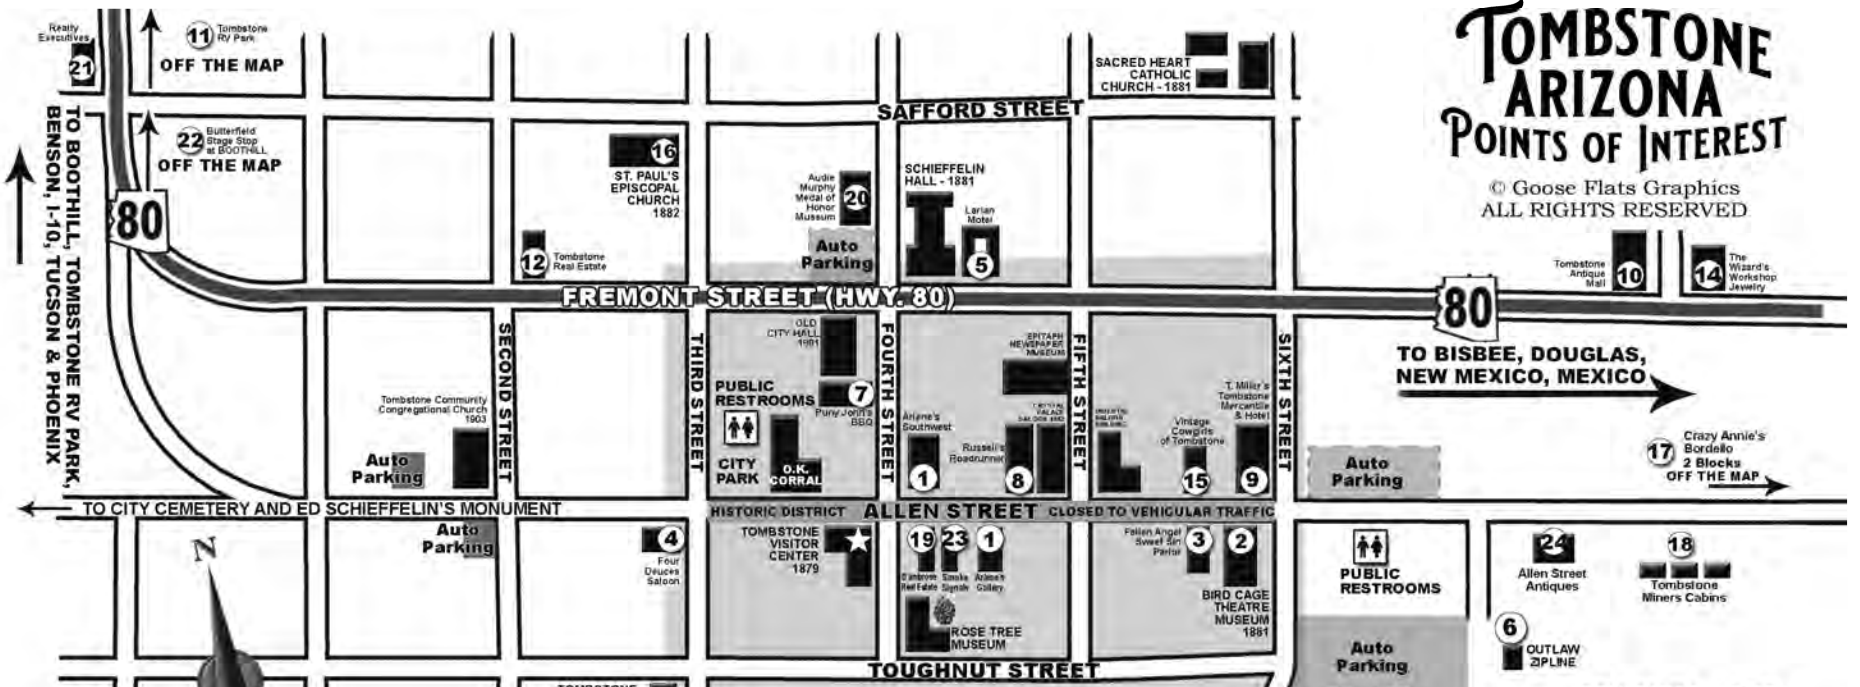 TOMBSTONE
ARIZONA
POINTS OF INTEREST
© Goose Flats Graphics
ALL RIGHTS RESERVED
Realty
Executives
21
11
Tombstone
RV Park
OFF THE MAP
22
Butterfield
Stage Stop
at BOOTHILL
OFF THE MAP
TO BOOTHILL, TOMBSTONE RV PARK,
BENSON, I-10, TUCSON & PHOENIX
80
SACRED HEART
CATHOLIC
CHURCH - 1881
SAFFORD STREET
16
ST. PAUL'S
EPISCOPAL
CHURCH
1882
12
Tombstone
Real Estate
Audie
Murphy
Medal of
Honor
Museum
20
Auto
Parking
SCHIEFFELIN
HALL - 1881
Larian
Motel
5
Tombstone
Antique
Mall
10
14
The
Wizard's
Workshop
Jewelry
FREMONT STREET (HWY. 80)
80
TO BISBEE, DOUGLAS,
NEW MEXICO, MEXICO
SECOND STREET
THIRD STREET
FOURTH STREET
FIFTH STREET
SIXTH STREET
OLD
CITY HALL
1901
PUBLIC
RESTROOMS
7
Puny John's
BBQ
CITY
PARK
O.K.
CORRAL
EPITAPH
NEWSPAPER
MUSEUM
Arlene's
Southwest
1
Russell's
Roadrunner
8
CRYSTAL
PALACE
SALOON
Vintage
Cowgirls
of Tombstone
15
T. Miller's
Tombstone
Mercantile
& Hotel
9
Tombstone Community
Congregational Church
1903
Auto
Parking
Auto
Parking
17
Crazy Annie's
Bordello
2 Blocks
OFF THE MAP
TO CITY CEMETERY AND ED SCHIEFFELIN'S MONUMENT
HISTORIC DISTRICT
ALLEN STREET
CLOSED TO VEHICULAR TRAFFIC
N
Auto
Parking
4
Four
Deuces
Saloon
TOMBSTONE
VISITOR
CENTER
1879
19
23
1
Real Estate
Smoke
Signals
Arlene's
Gallery
ROSE TREE
MUSEUM
Fallen Angel
Sweet Sin
Parlor
3
2
BIRD CAGE
THEATRE
MUSEUM
1881
PUBLIC
RESTROOMS
Auto
Parking
24
Allen Street
Antiques
18
Tombstone
Miners Cabins
6
OUTLAW
ZIPLINE
TOUGHNUT STREET